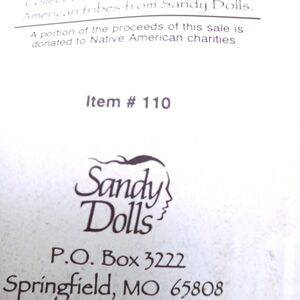 Collec
American tribes from Sandy Dolls.
A portion of the proceeds of this sale is
donated to Native American charities.
Item # 110
Sandy
Dolls
P.O. Box 3222
Springfield, MO 65808